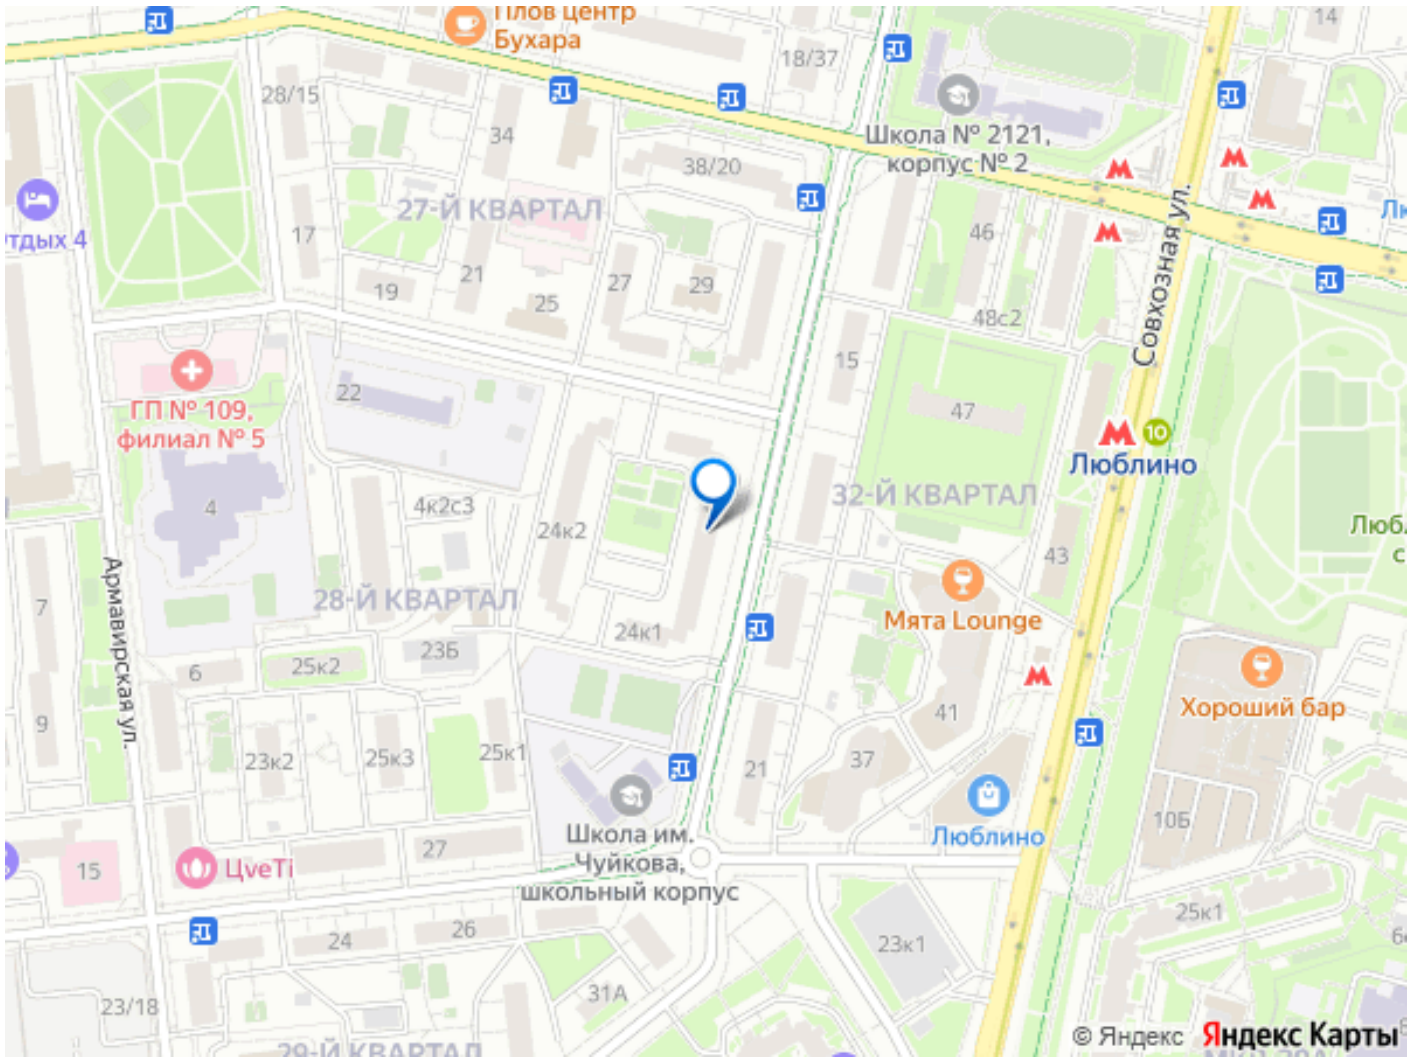 Плов центр
Бухара
14
18/37
28/15
34
Школа № 2121,
корпус № 2
38/20
27-Й КВАРТАЛ
Отдых 4
17
46
Совхозная ул.
21
27
29
19
25
48с2
15
22
ГП № 109,
филиал № 5
47
10
Люблино
4
4к2с3
24к2
32-Й КВАРТАЛ
43
Армавирская ул.
7
28-Й КВАРТАЛ
Мята Lounge
24к1
23Б
25к2
6
9
Хороший бар
41
23к2
25к3
25к1
21
37
10Б
Люблино
Школа им.
Чуйкова,
школьный корпус
27
ЦвеTi
15
25к1
26
24
23к1
31А
23/18
29-Й КВАРТАЛ
© Яндекс Яндекс Карты